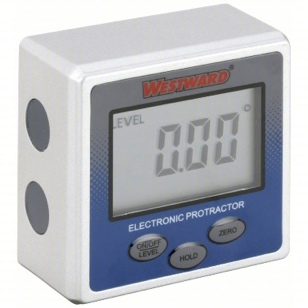 WESTWARD®
LEVEL
0.00°
ELECTRONIC PROTRACTOR
ON/OFF
LEVEL
HOLD
ZERO